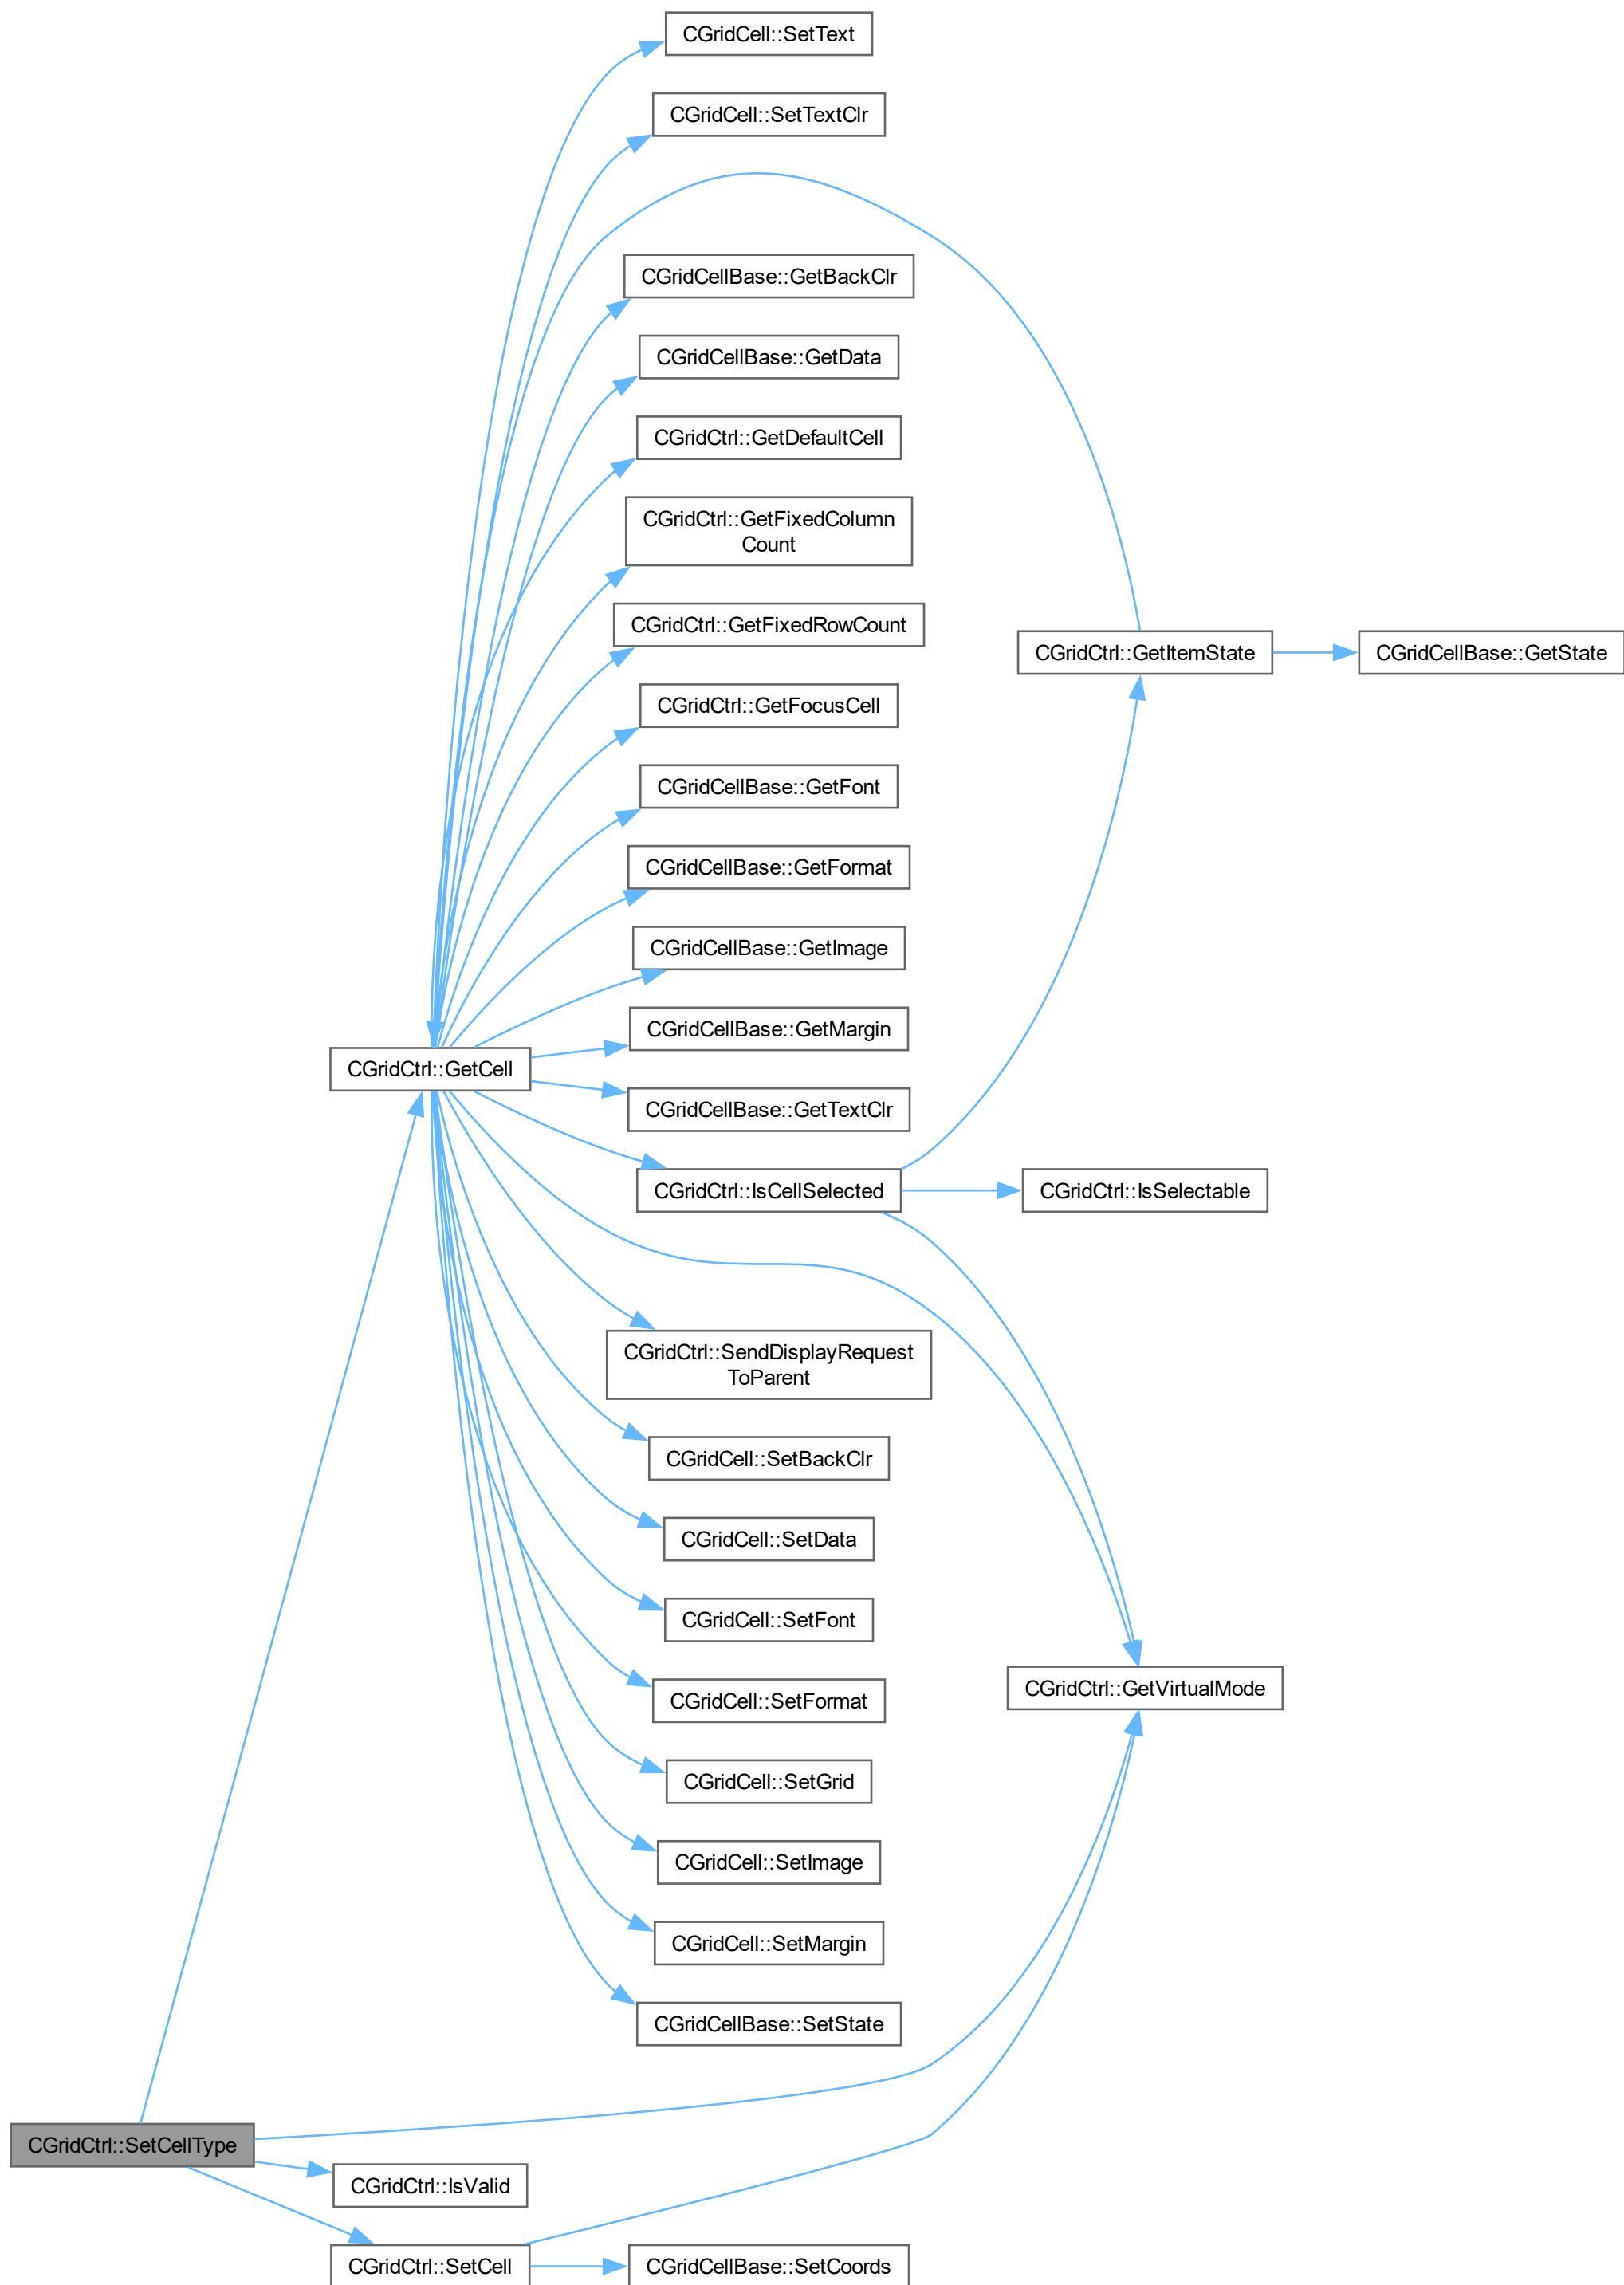 CGridCell::SetText
CGridCell::SetTextClr
CGridCellBase::GetBackClr
CGridCellBase::GetData
CGridCtrl::GetDefaultCell
CGridCtrl::GetFixedColumn
Count
CGridCtrl::GetFixedRowCount
CGridCtrl::GetItemState
CGridCellBase::GetState
CGridCtrl::GetFocusCell
CGridCellBase::GetFont
CGridCellBase::GetFormat
CGridCellBase::GetImage
CGridCellBase::GetMargin
CGridCtrl::GetCell
CGridCellBase::GetTextClr
CGridCtrl::IsCellSelected
CGridCtrl::IsSelectable
CGridCtrl::SendDisplayRequest
ToParent
CGridCell::SetBackClr
CGridCell::SetData
CGridCell::SetFont
CGridCell::SetFormat
CGridCtrl::GetVirtualMode
CGridCell::SetGrid
CGridCell::SetImage
CGridCell::SetMargin
CGridCellBase::SetState
CGridCtrl::SetCellType
CGridCtrl::IsValid
CGridCtrl::SetCell
CGridCellBase::SetCoords